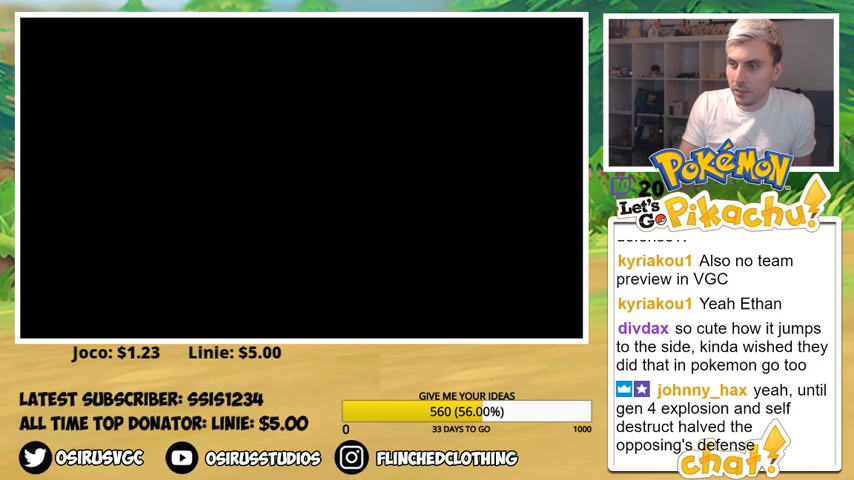 POKÉMON
20
Let's Go
Pikachu!
kyriakou1 Also no team
preview in VGC
kyriakou1 Yeah Ethan
divdax so cute how it jumps
to the side, kinda wished they
did that in pokemon go too
johnny_hax yeah, until
gen 4 explosion and self
destruct halved the
opposing's defense
chat!
Joco: $1.23 Linie: $5.00
LATEST SUBSCRIBER: SSIS1234
ALL TIME TOP DONATOR: LINIE: $5.00
GIVE ME YOUR IDEAS
560 (56.00%)
0 33 DAYS TO GO 1000
OSIRUSVGC OSIRUSSTUDIOS FLINCHEDCLOTHING